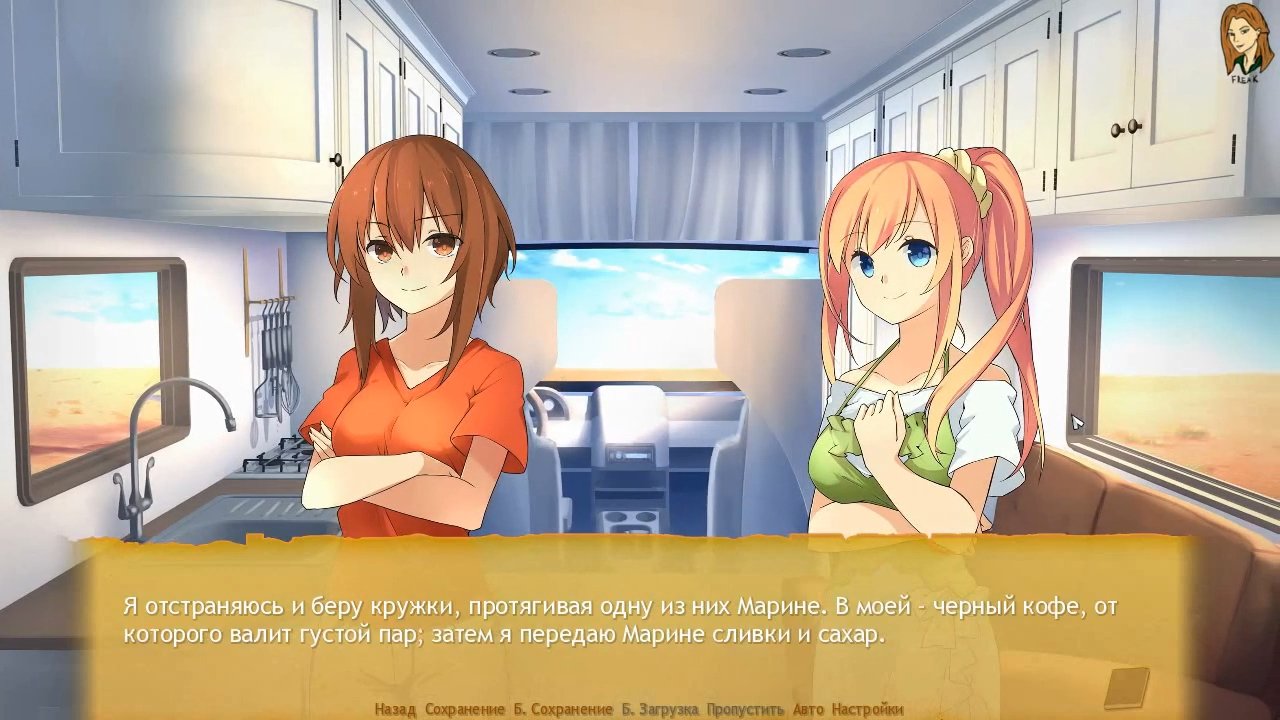 FREAK
Я отстраняюсь и беру кружки, протягивая одну из них Марине. В моей - черный кофе, от
которого валит густой пар; затем я передаю Марине сливки и сахар.
Назад Сохранение Б. Сохранение Б. Загрузка Пропустить Авто Настройки